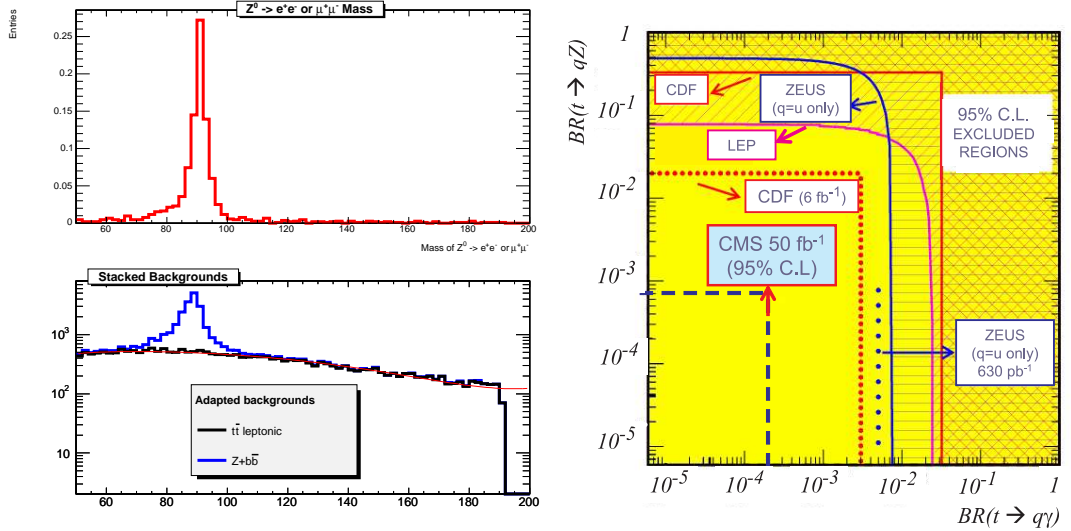 Z⁰ -> e⁺e⁻ or μ⁺μ⁻ Mass
Entries
0.25
0.2
0.15
0.1
0.05
0
60 80 100 120 140 160 180 200
Mass of Z⁰ -> e⁺e⁻ or μ⁺μ⁻
Stacked Backgrounds
10³
10²
10
Adapted backgrounds
tt̄ leptonic
Z+bb̄
60 80 100 120 140 160 180 200
BR(t → qZ)
1
10⁻¹
10⁻²
10⁻³
10⁻⁴
10⁻⁵
CDF
ZEUS
(q=u only)
LEP
95% C.L.
EXCLUDED
REGIONS
CDF (6 fb⁻¹)
CMS 50 fb⁻¹
(95% C.L)
ZEUS
(q=u only)
630 pb⁻¹
10⁻⁵ 10⁻⁴ 10⁻³ 10⁻² 10⁻¹ 1
BR(t → qγ)